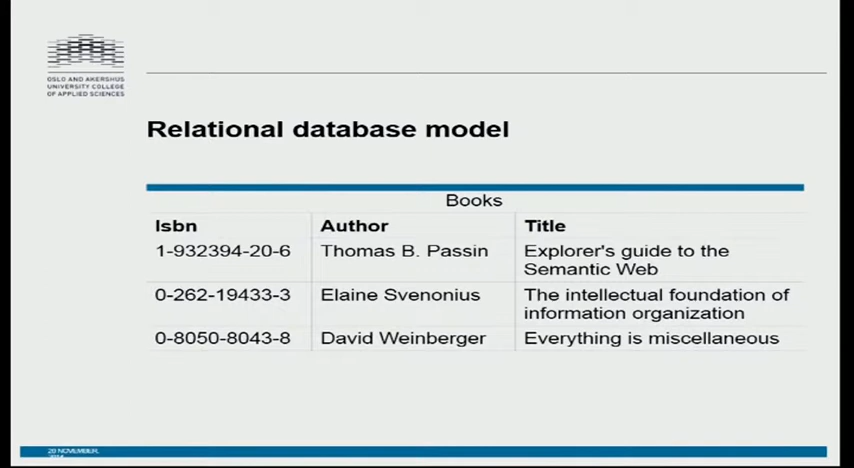 OSLO AND AKERSHUS
UNIVERSITY COLLEGE
OF APPLIED SCIENCES
Relational database model
Books
Isbn Author Title
1-932394-20-6 Thomas B. Passin Explorer's guide to the
Semantic Web
0-262-19433-3 Elaine Svenonius The intellectual foundation of
information organization
0-8050-8043-8 David Weinberger Everything is miscellaneous
20 NOVEMBER,